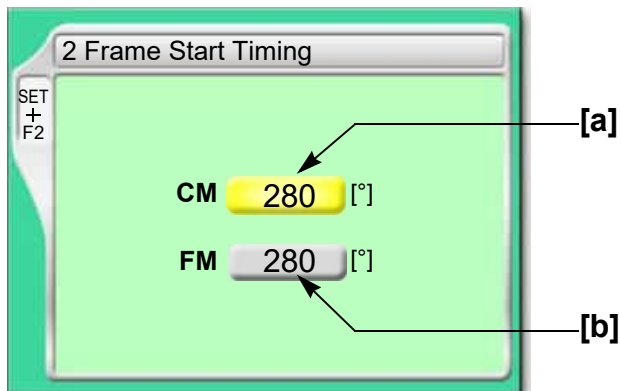 2 Frame Start Timing
SET
+
F2
[a]
CM 280 [°]
FM 280 [°]
[b]